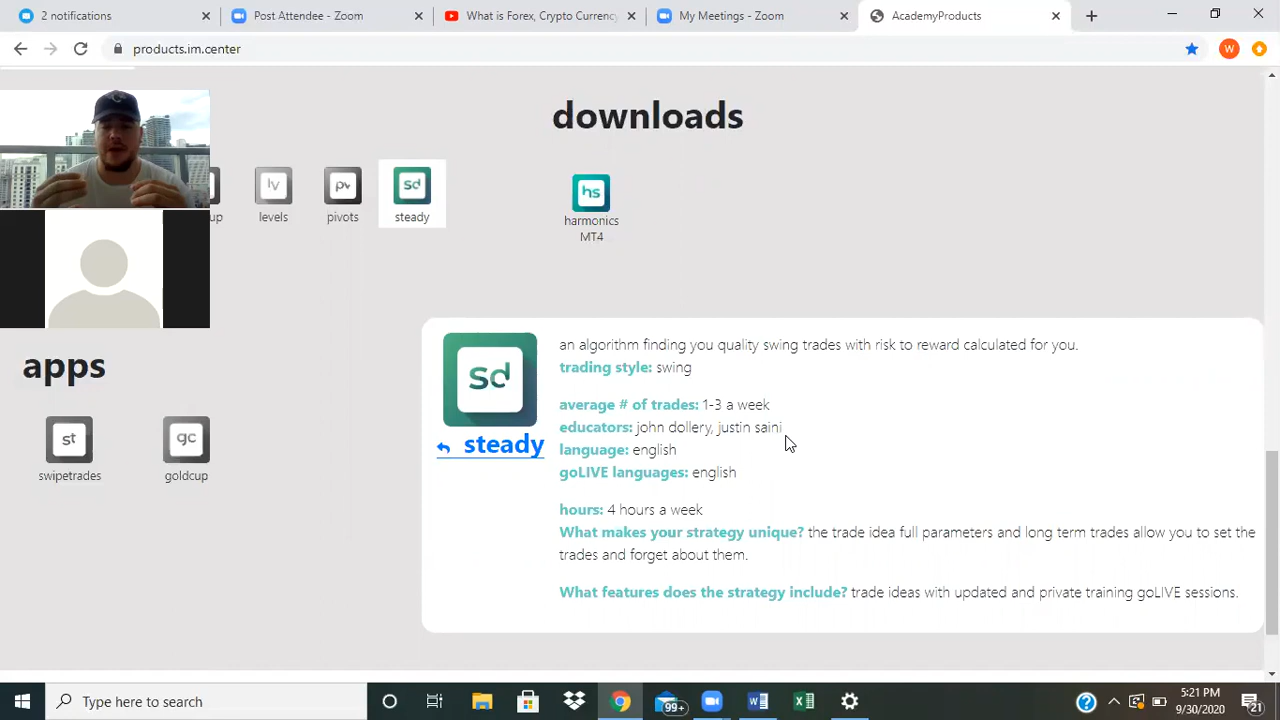 2 notifications
Post Attendee - Zoom
What is Forex, Crypto Currency
My Meetings - Zoom
AcademyProducts
products.im.center
W
downloads
up
lv
levels
pv
pivots
sd
steady
hs
harmonics
MT4
apps
st
swipetrades
gc
goldcup
sd
steady
an algorithm finding you quality swing trades with risk to reward calculated for you.
trading style: swing
average # of trades: 1-3 a week
educators: john dollery, justin saini
language: english
goLIVE languages: english
hours: 4 hours a week
What makes your strategy unique? the trade idea full parameters and long term trades allow you to set the
trades and forget about them.
What features does the strategy include? trade ideas with updated and private training goLIVE sessions.
Type here to search
99+
5:21 PM
9/30/2020
21